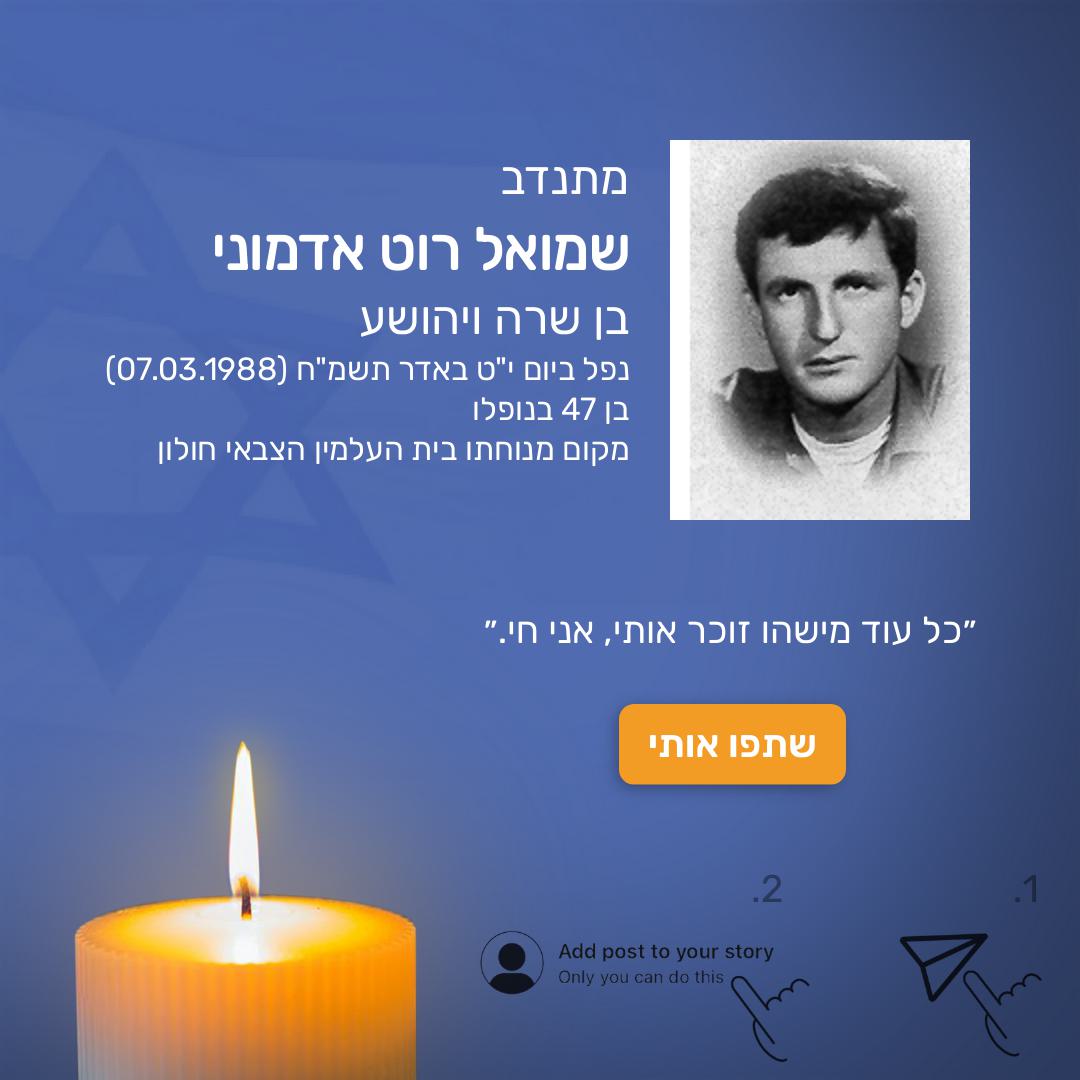 מתנדב
שמואל רוט אדמוני
בן שרה ויהושע
נפל ביום י"ט באדר תשמ"ח (07.03.1988)
בן 47 בנופלו
מקום מנוחתו בית העלמין הצבאי חולון
״כל עוד מישהו זוכר אותי, אני חי.״
שתפו אותי
.1
.2
Add post to your story
Only you can do this